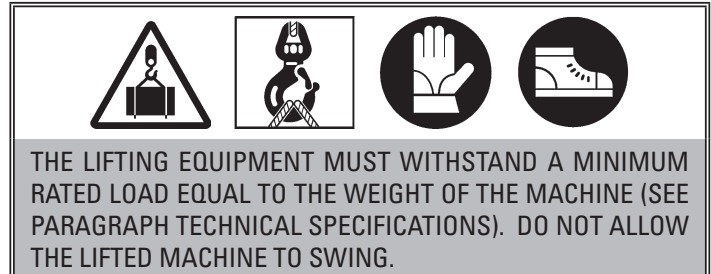 THE LIFTING EQUIPMENT MUST WITHSTAND A MINIMUM
RATED LOAD EQUAL TO THE WEIGHT OF THE MACHINE (SEE
PARAGRAPH TECHNICAL SPECIFICATIONS). DO NOT ALLOW
THE LIFTED MACHINE TO SWING.